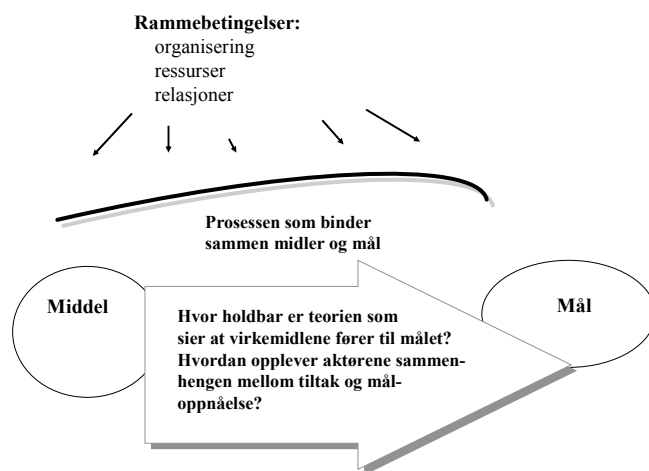 Rammebetingelser:
organisering
ressurser
relasjoner
Prosessen som binder
sammen midler og mål
Middel
Mål
Hvor holdbar er teorien som
sier at virkemidlene fører til målet?
Hvordan opplever aktørene sammen-
hengen mellom tiltak og mål-
oppnåelse?